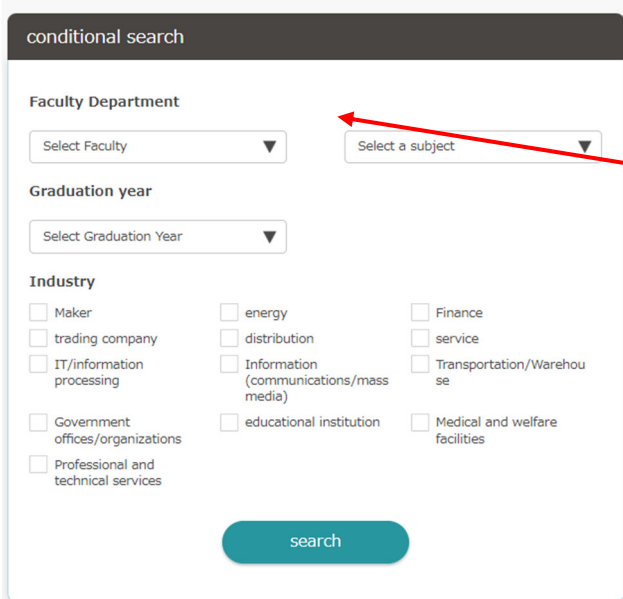 conditional search
Faculty Department
Select Faculty ▼ Select a subject ▼
Graduation year
Select Graduation Year ▼
Industry
Maker energy Finance
trading company distribution service
IT/information Information Transportation/Warehou
processing (communications/mass se
media)
Government educational institution Medical and welfare
offices/organizations facilities
Professional and
technical services
search